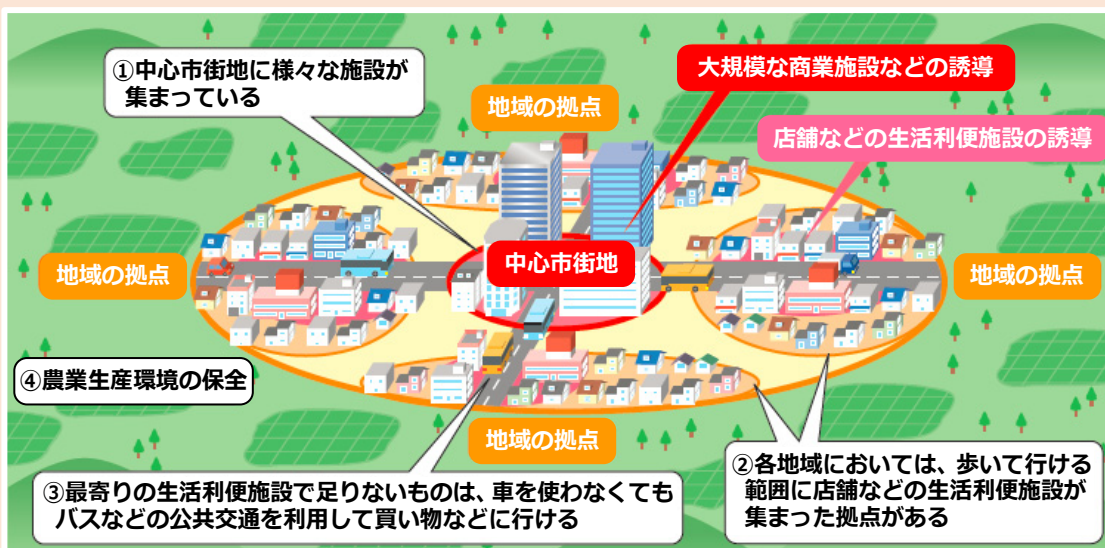 ①中心市街地に様々な施設が
集まっている
大規模な商業施設などの誘導
地域の拠点
店舗などの生活利便施設の誘導
中心市街地
地域の拠点
地域の拠点
④農業生産環境の保全
地域の拠点
③最寄りの生活利便施設で足りないものは、車を使わなくても
バスなどの公共交通を利用して買い物などに行ける
②各地域においては、歩いて行ける
範囲に店舗などの生活利便施設が
集まった拠点がある